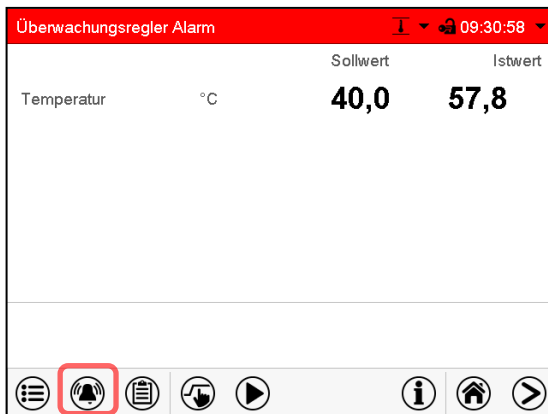 Überwachungsregler Alarm 09:30:58
Sollwert Istwert
Temperatur °C 40,0 57,8